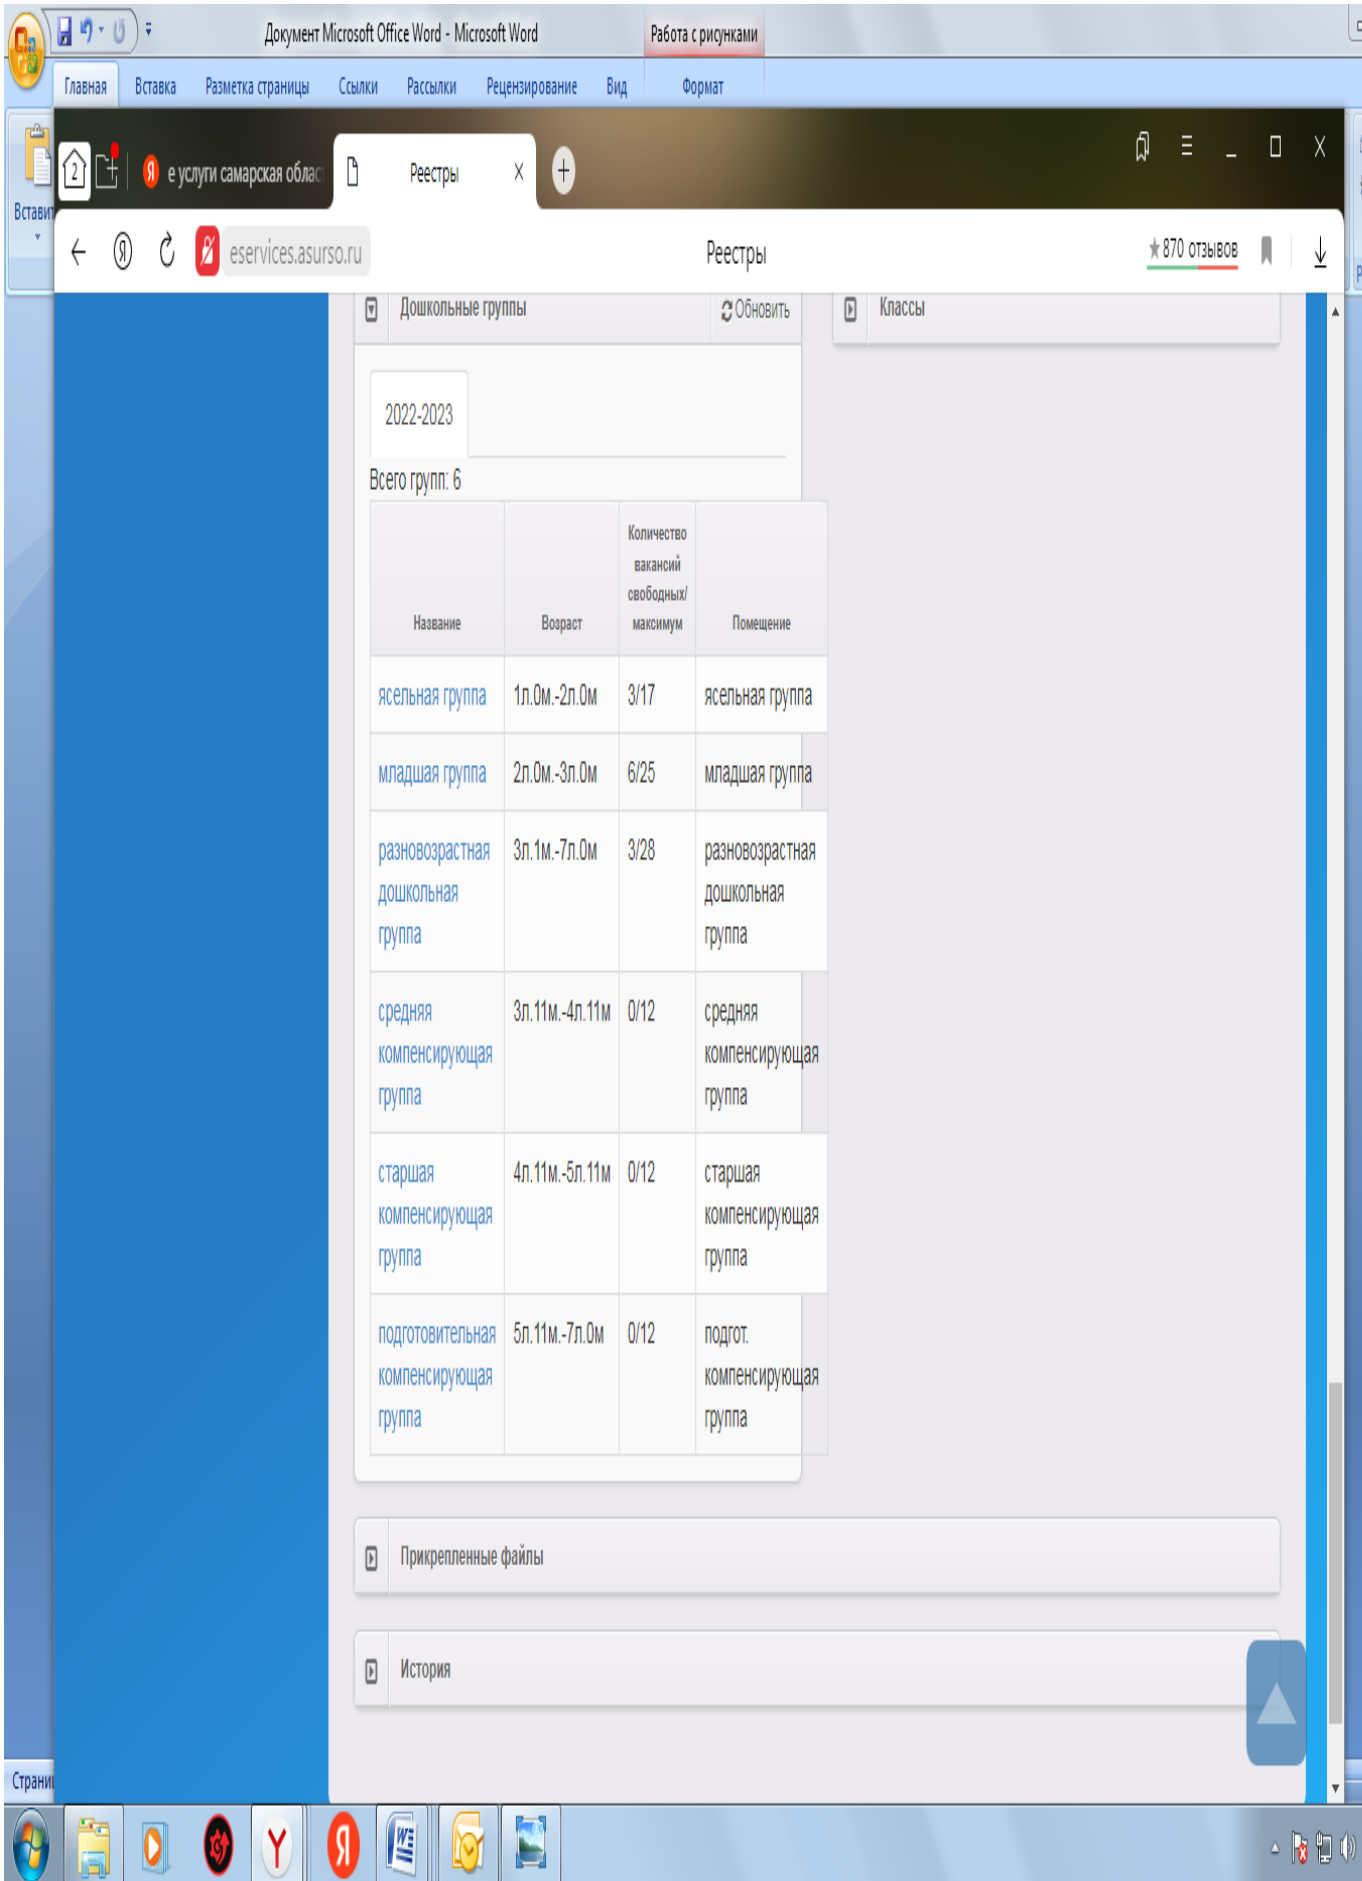 Документ Microsoft Office Word - Microsoft Word
Работа с рисунками
Главная Вставка Разметка страницы Ссылки Рассылки Рецензирование Вид Формат
2 Я е услуги самарская облас Реестры
Я eservices.asurso.ru Реестры 870 отзывов
Дошкольные группы Обновить Классы
2022-2023
Всего групп: 6
Название Возраст Количество вакансий свободных/ максимум Помещение
ясельная группа 1л.0м.-2л.0м 3/17 ясельная группа
младшая группа 2л.0м.-3л.0м 6/25 младшая группа
разновозрастная 3л.1м.-7л.0м 3/28 разновозрастная
дошкольная дошкольная
группа группа
средняя 3л.11м.-4л.11м 0/12 средняя
компенсирующая компенсирующая
группа группа
старшая 4л.11м.-5л.11м 0/12 старшая
компенсирующая компенсирующая
группа группа
подготовительная 5л.11м.-7л.0м 0/12 подгот.
компенсирующая компенсирующая
группа группа
Прикрепленные файлы
История